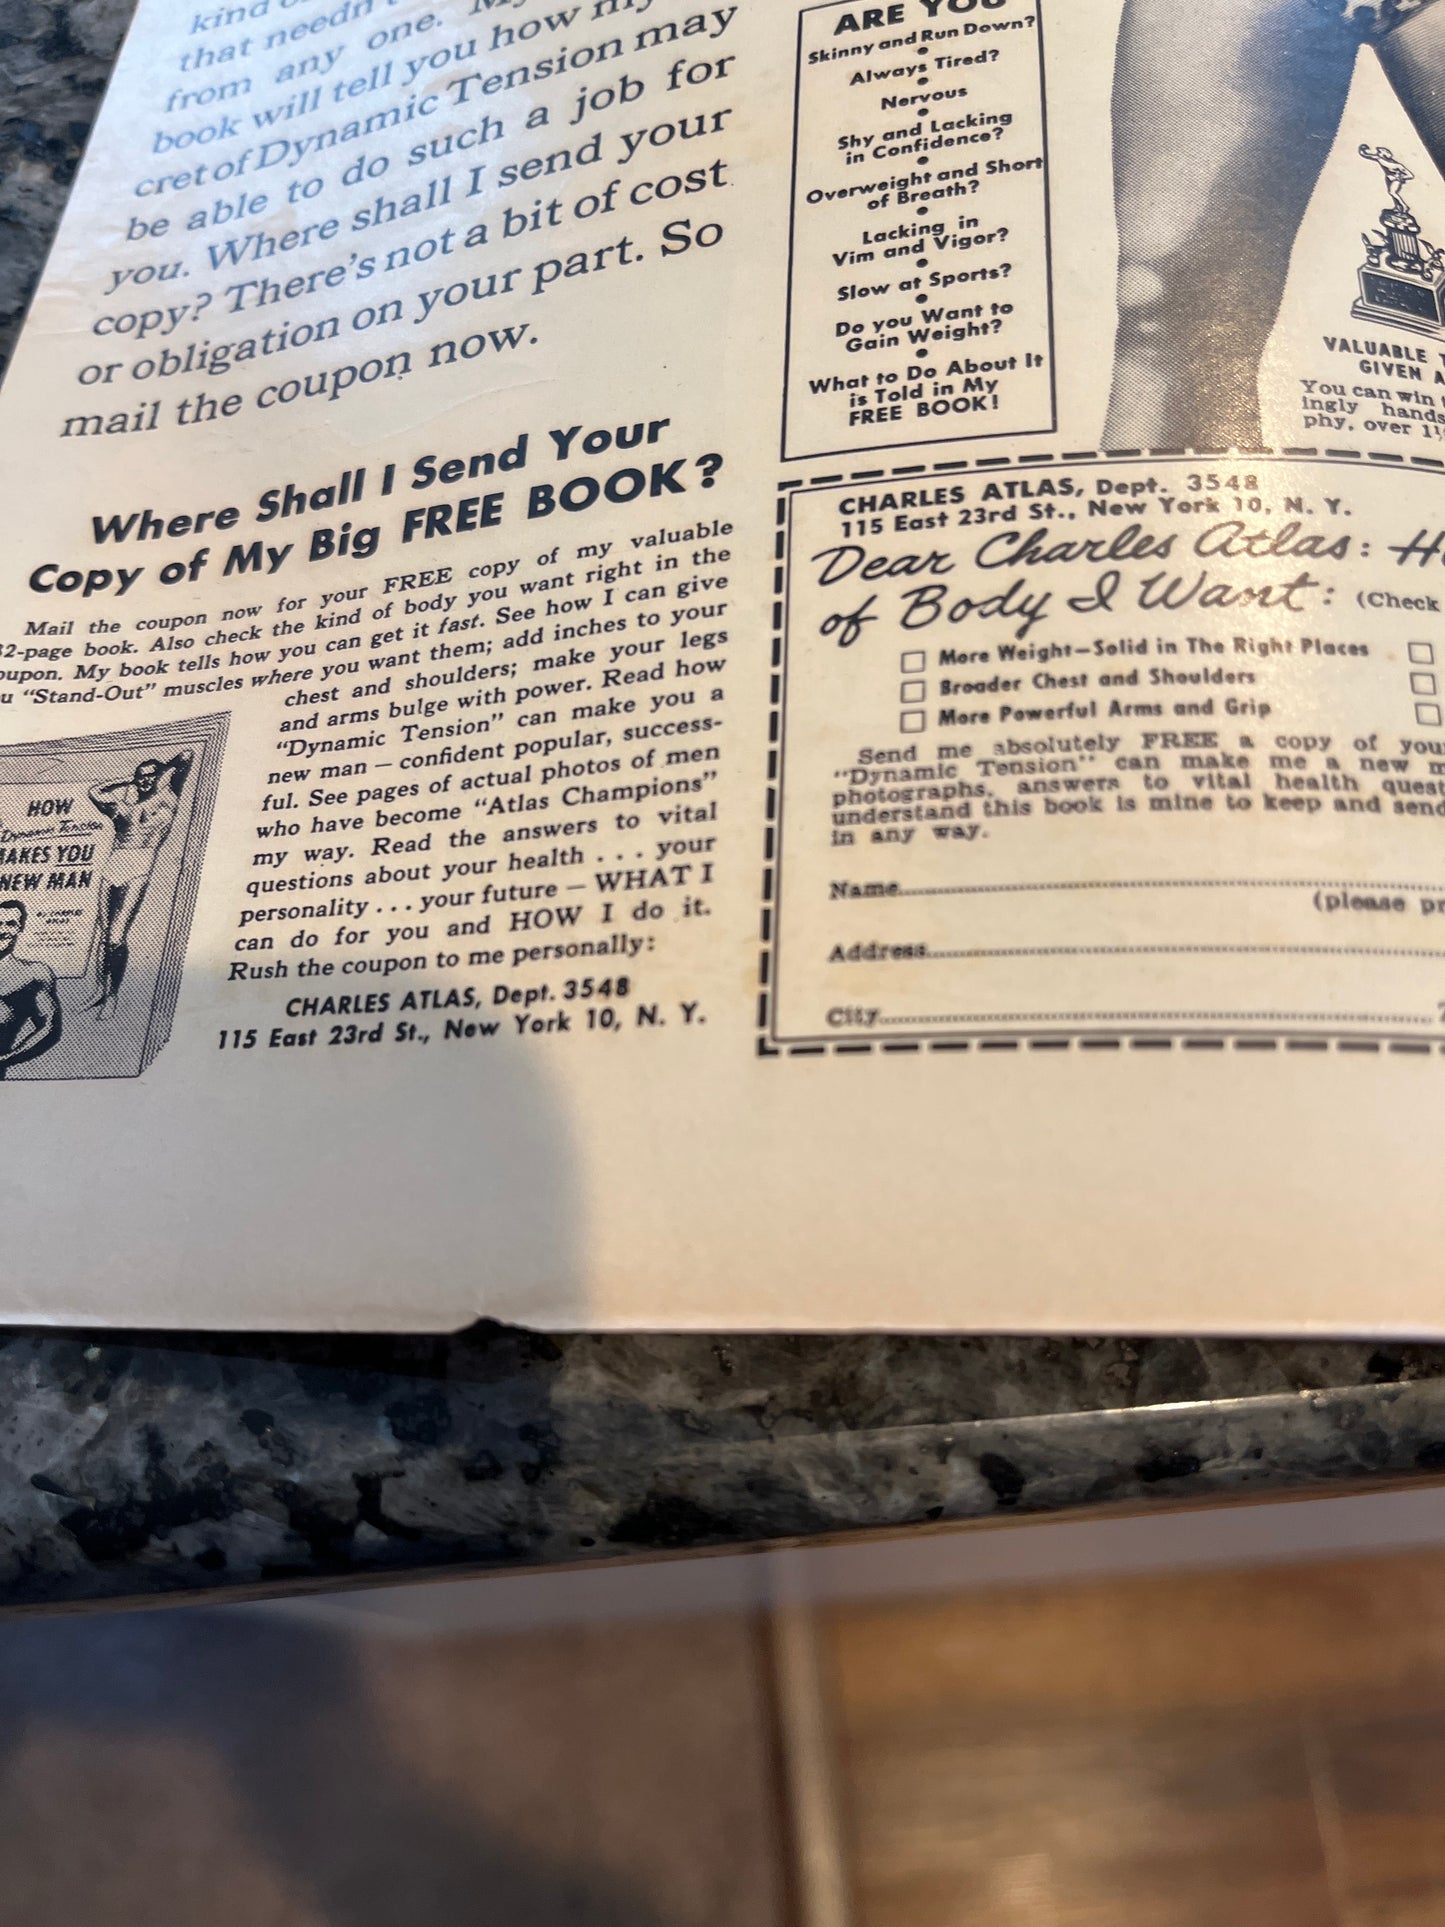 kind
that needn
from any one.
book will tell you how
cret of Dynamic Tension may
be able to do such a job for
you. Where shall I send your
copy? There's not a bit of cost
or obligation on your part. So
mail the coupon now.
Where Shall I Send Your
Copy of My Big FREE BOOK?
Mail the coupon now for your FREE copy of my valuable
32-page book. Also check the kind of body you want right in the
oupon. My book tells how you can get it fast. See how I can give
u "Stand-Out" muscles where you want them; add inches to your
chest and shoulders; make your legs
and arms bulge with power. Read how
"Dynamic Tension" can make you a
new man — confident popular, success-
ful. See pages of actual photos of men
who have become "Atlas Champions"
my way. Read the answers to vital
questions about your health . . . your
personality . . . your future — WHAT I
can do for you and HOW I do it.
Rush the coupon to me personally:
CHARLES ATLAS, Dept. 3548
115 East 23rd St., New York 10, N. Y.
HOW
Dynamic Tension
MAKES YOU
NEW MAN
ARE YOU
Skinny and Run Down?
Always Tired?
Nervous
Shy and Lacking
in Confidence?
Overweight and Short
of Breath?
Lacking in
Vim and Vigor?
Slow at Sports?
Do you Want to
Gain Weight?
What to Do About It
is Told in My
FREE BOOK!
VALUABLE T
GIVEN A
You can win
ingly hands
phy, over 1½
CHARLES ATLAS, Dept. 3548
115 East 23rd St., New York 10, N. Y.
Dear Charles Atlas: H
of Body I Want: (Check
More Weight—Solid in The Right Places
Broader Chest and Shoulders
More Powerful Arms and Grip
Send me absolutely FREE a copy of you
"Dynamic Tension" can make me a new m
photographs, answers to vital health quest
understand this book is mine to keep and send
in any way.
Name
(please pr
Address
City